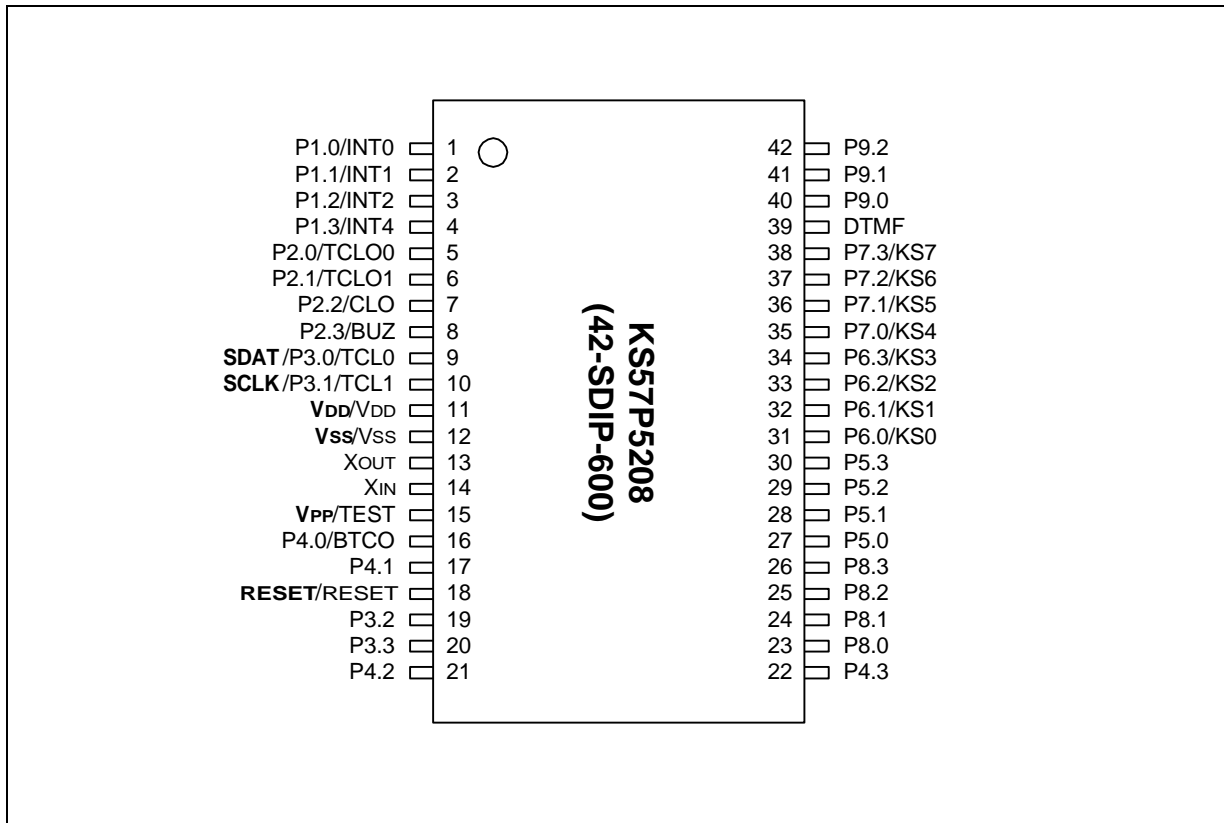 P1.0/INT0 1 42 P9.2
P1.1/INT1 2 41 P9.1
P1.2/INT2 3 40 P9.0
P1.3/INT4 4 39 DTMF
P2.0/TCLO0 5 38 P7.3/KS7
P2.1/TCLO1 6 37 P7.2/KS6
P2.2/CLO 7 36 P7.1/KS5
P2.3/BUZ 8 35 P7.0/KS4
SDAT/P3.0/TCL0 9 34 P6.3/KS3
SCLK/P3.1/TCL1 10 33 P6.2/KS2
VDD/VDD 11 32 P6.1/KS1
VSS/VSS 12 31 P6.0/KS0
XOUT 13 30 P5.3
XIN 14 29 P5.2
VPP/TEST 15 28 P5.1
P4.0/BTCO 16 27 P5.0
P4.1 17 26 P8.3
RESET/RESET 18 25 P8.2
P3.2 19 24 P8.1
P3.3 20 23 P8.0
P4.2 21 22 P4.3
KS57P5208
(42-SDIP-600)